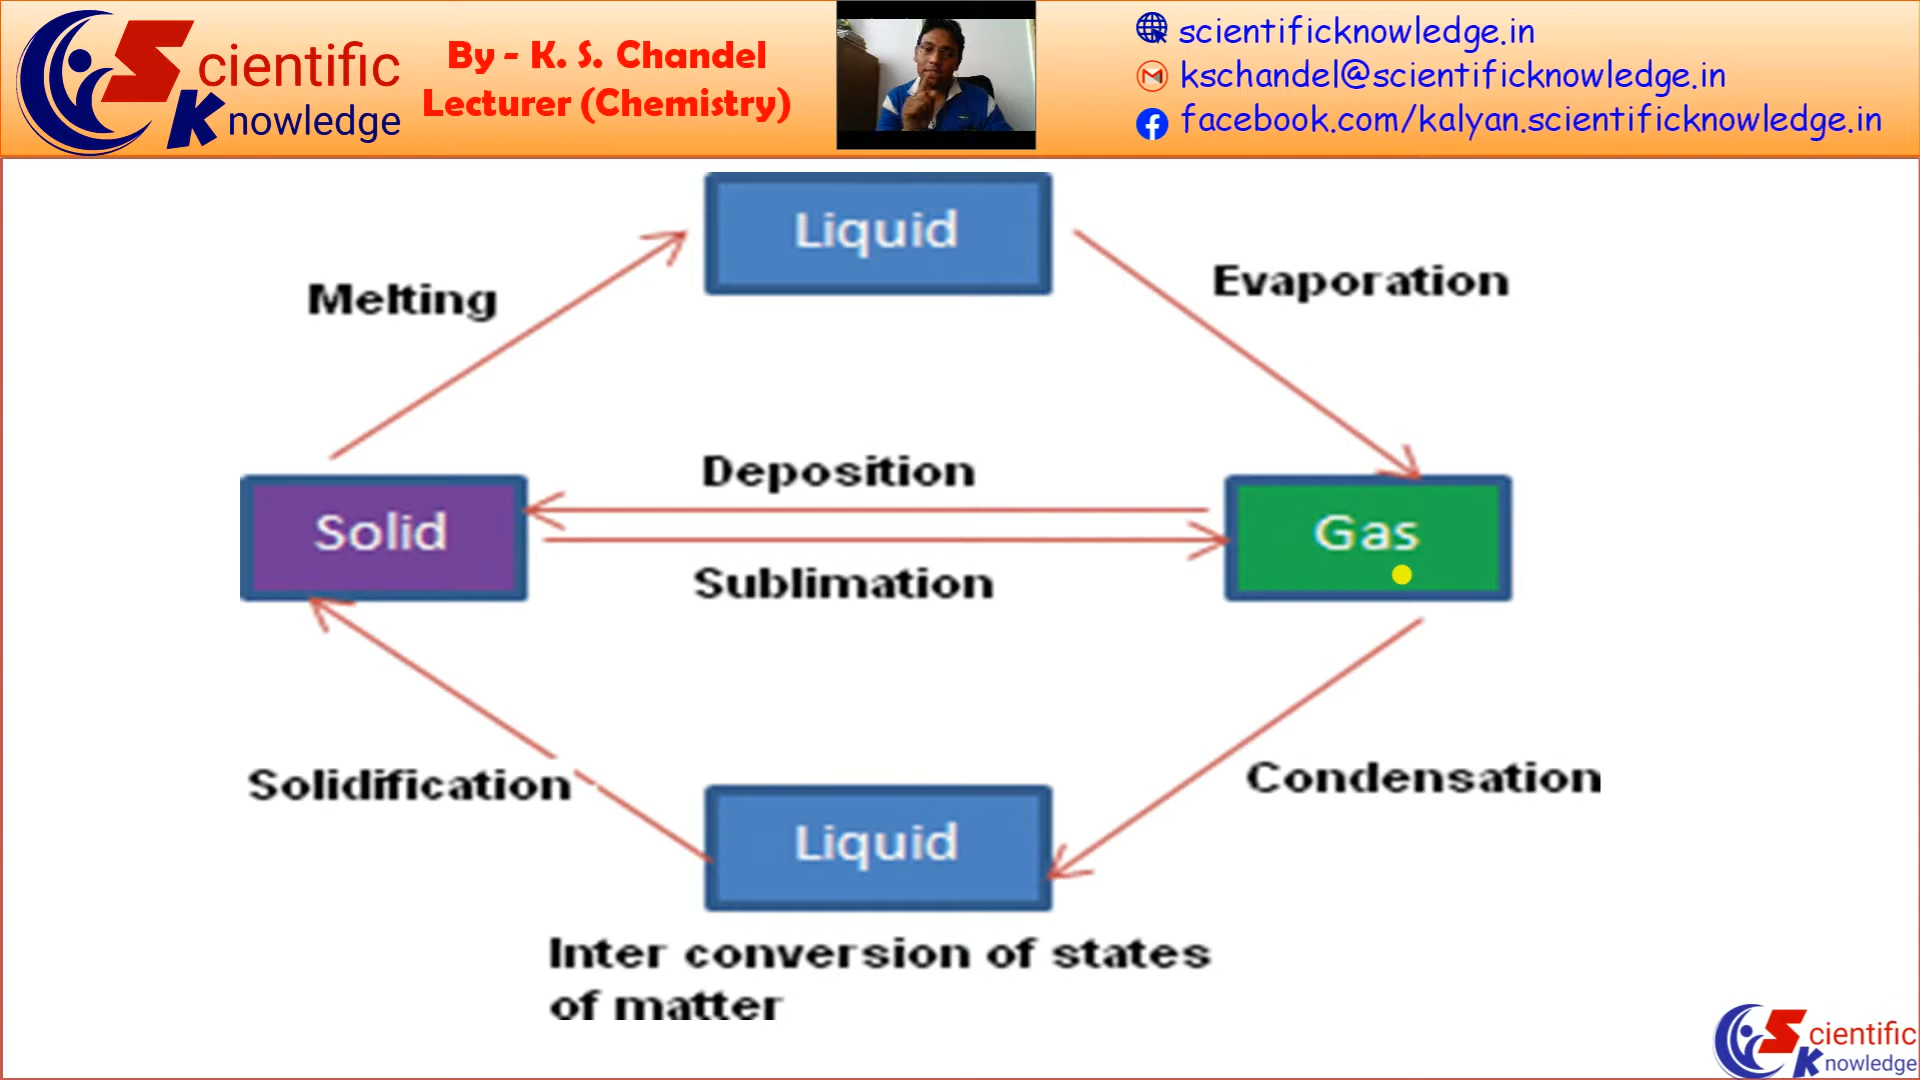 Scientific
Knowledge
By - K. S. Chandel
Lecturer (Chemistry)
scientificknowledge.in
kschandel@scientificknowledge.in
facebook.com/kalyan.scientificknowledge.in
Liquid
Melting
Evaporation
Deposition
Solid
Gas
Sublimation
Solidification
Condensation
Liquid
Inter conversion of states
of matter
Scientific
Knowledge